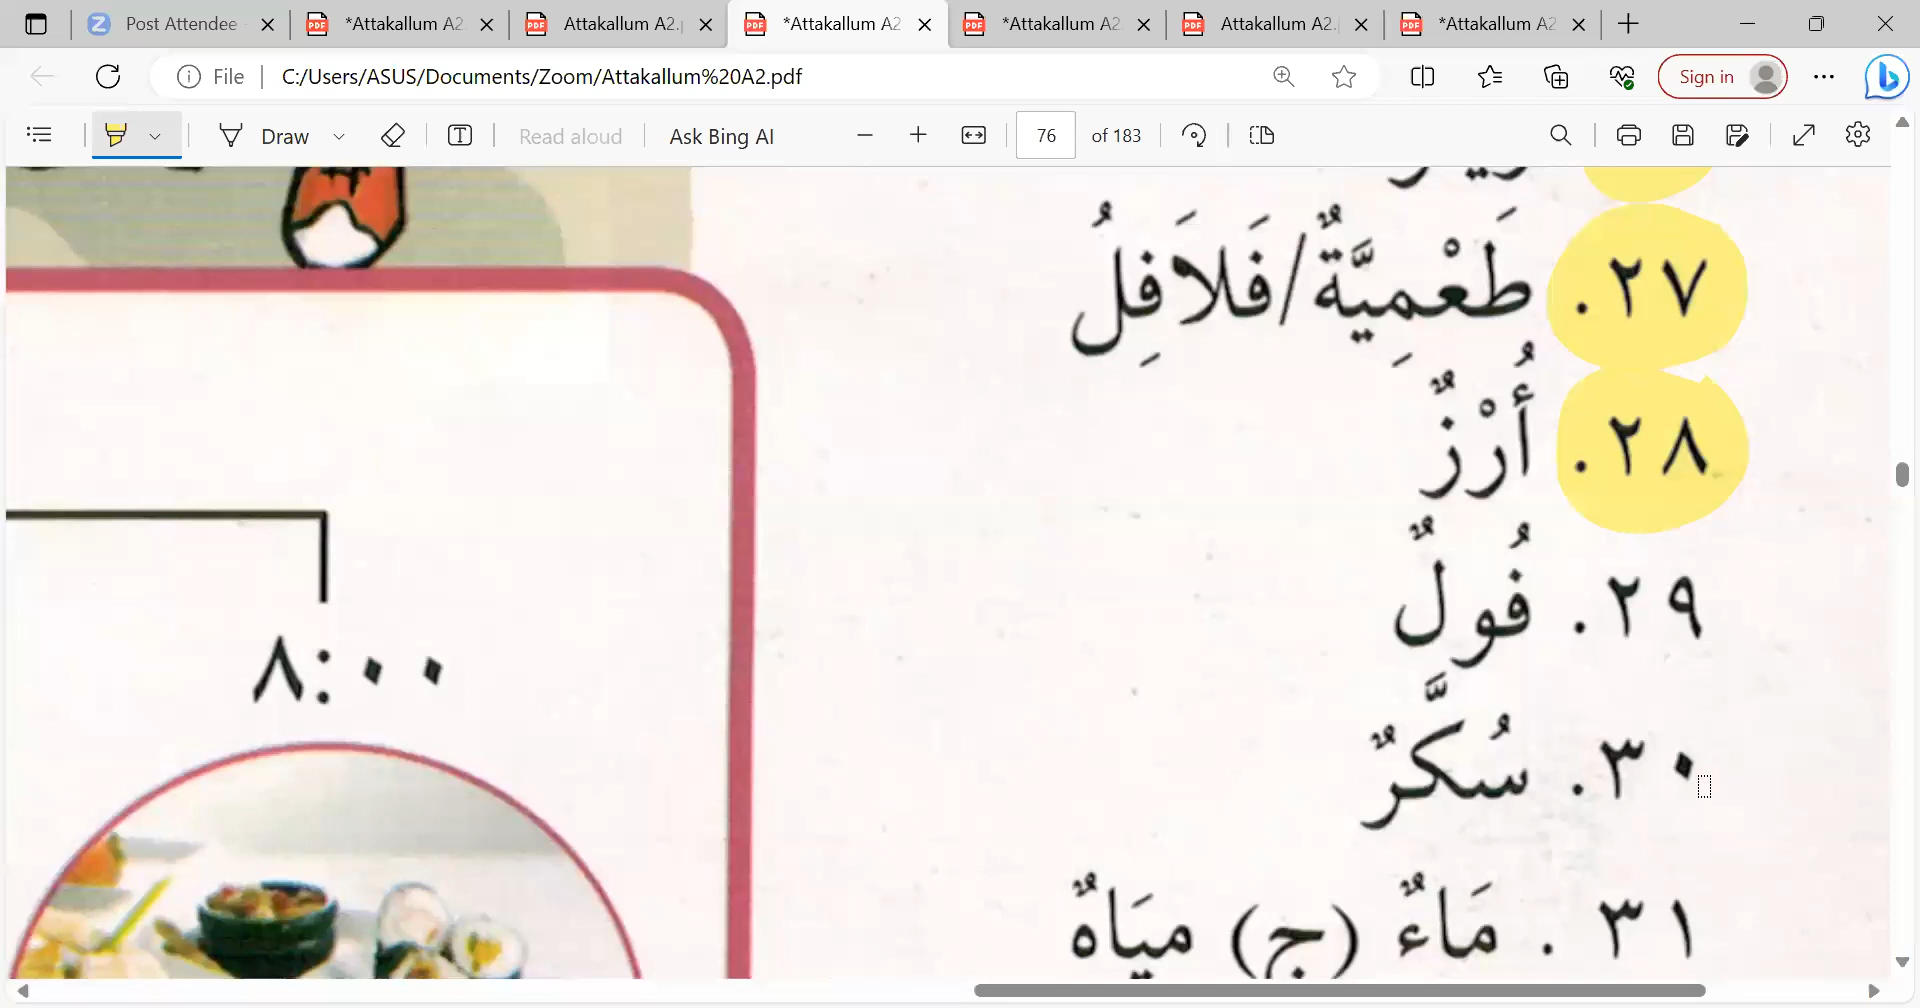 Post Attendee
*Attakallum A2
Attakallum A2.
*Attakallum A2
*Attakallum A2
Attakallum A2.
*Attakallum A2
File C:/Users/ASUS/Documents/Zoom/Attakallum%20A2.pdf
Sign in
Draw
Read aloud
Ask Bing AI
76 of 183
٢٧. طَعْمِيَّةٌ/فَلاَفِلُ
٢٨. أُرْزٌ
٢٩. فُولٌ
٣٠. سُكَّرٌ
٣١. مَاءٌ (ج) مِيَاهٌ
٨:٠٠